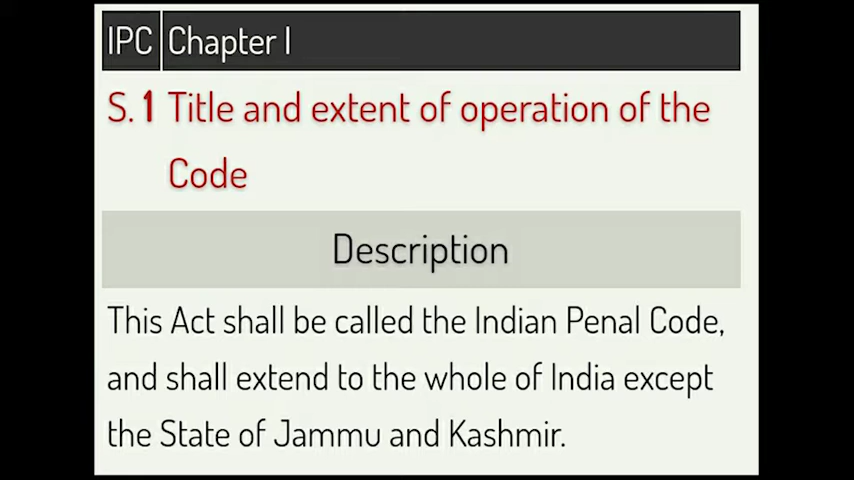 IPC Chapter I
S. 1 Title and extent of operation of the
Code
Description
This Act shall be called the Indian Penal Code,
and shall extend to the whole of India except
the State of Jammu and Kashmir.